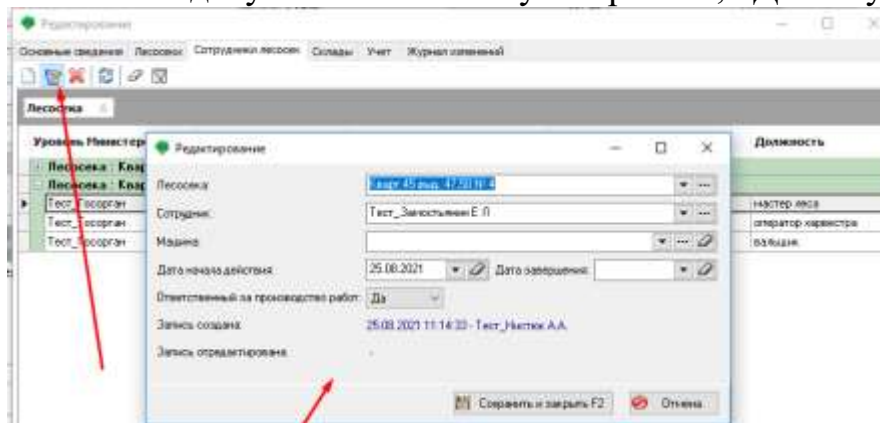 Редактирование
Основные сведения Лесосеки Сотрудники лесосек Склады Учет Журнал изменений
Лесосека
Уровень Министер Должность
Лесосека : Квар
Лесосека : Квар
Тест_Госорган мастер леса
Тест_Госорган оператор харвестра
Тест_Госорган вальщик
Редактирование
Лесосека:
Сотрудник: Тест_ Е.Л
Машина:
Дата начала действия: 25.08.2021 Дата завершения:
Ответственный за производство работ: Да
Запись создана: 25.08.2021 11:14:33 - А.А.
Запись отредактирована: -
Сохранить и закрыть F2 Отмена